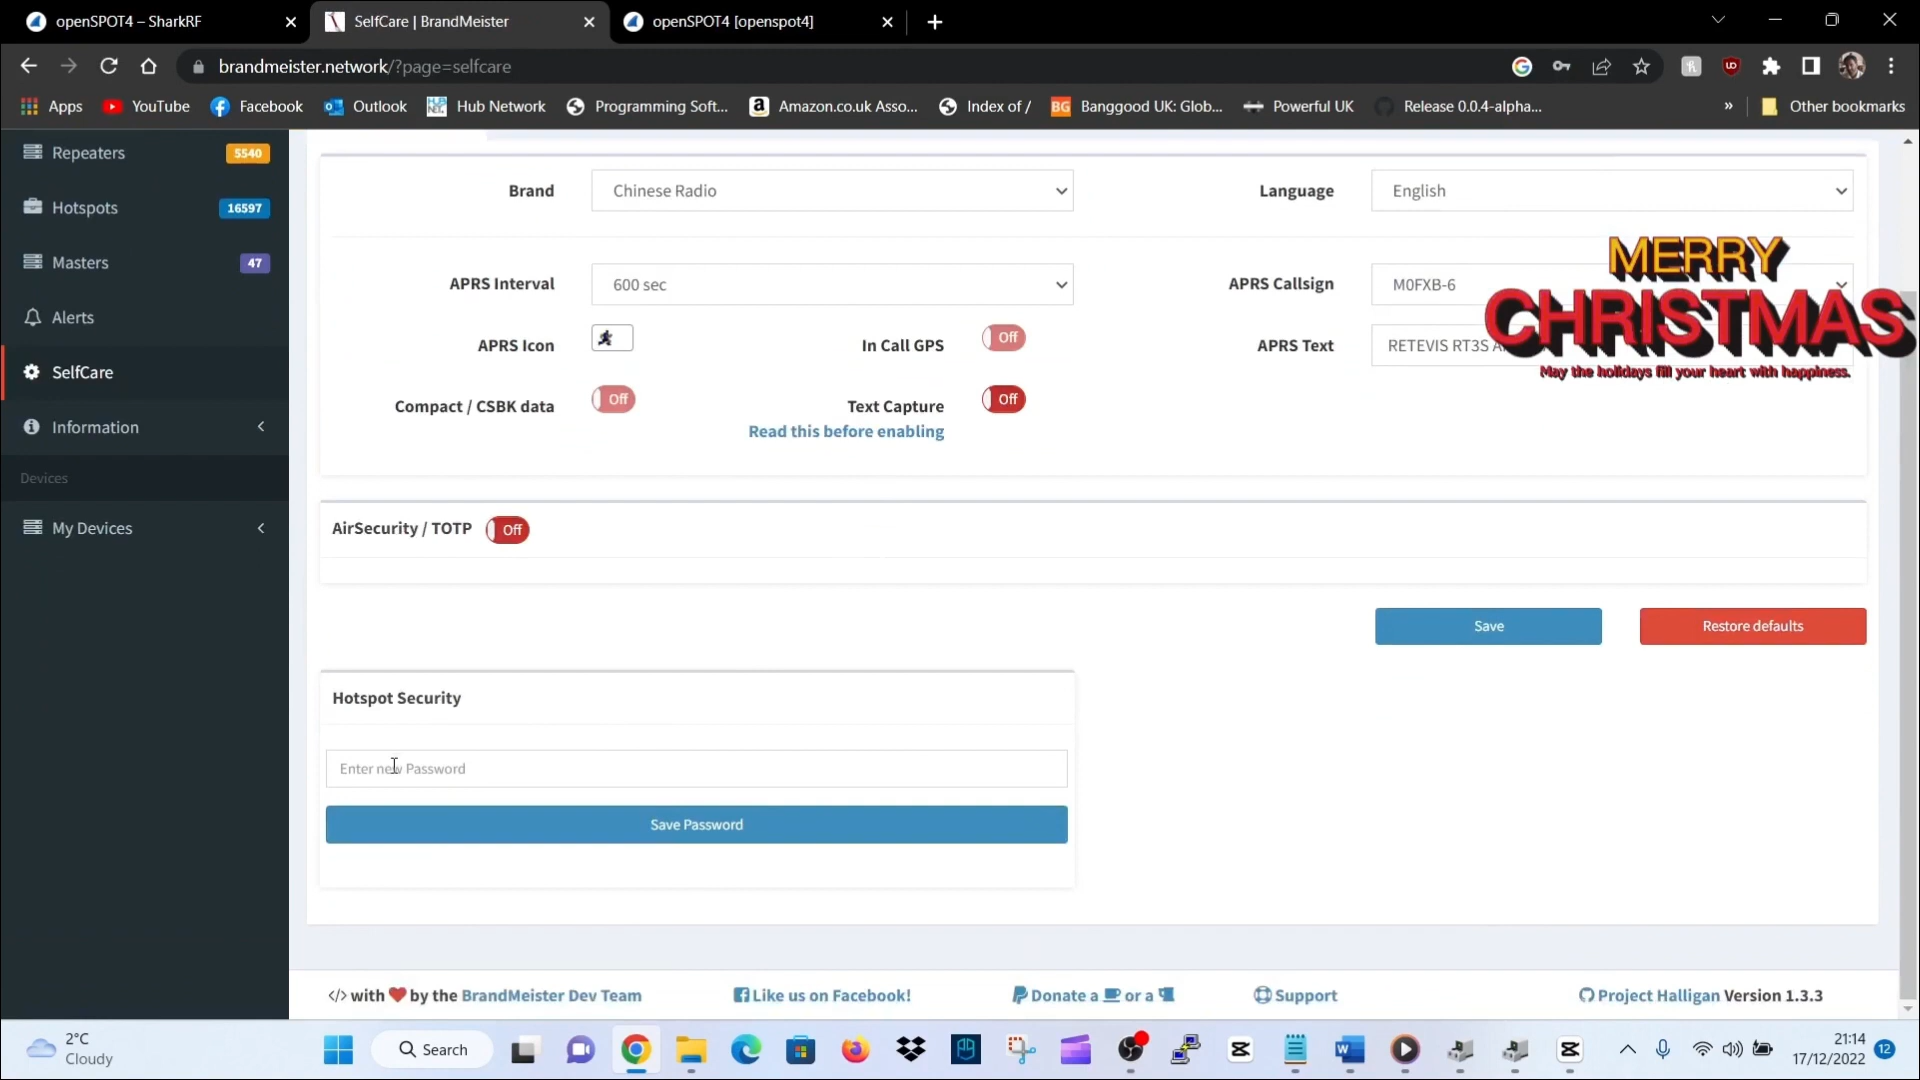 openSPOT4 – SharkRF
SelfCare | BrandMeister
openSPOT4 [openspot4]
brandmeister.network/?page=selfcare
Apps
YouTube
Facebook
Outlook
Hub Network
Programming Soft...
Amazon.co.uk Asso...
Index of /
BG Banggood UK: Glob...
Powerful UK
Release 0.0.4-alpha...
»
Other bookmarks
Repeaters 5540
Hotspots 16597
Masters 47
Alerts
SelfCare
Information
Devices
My Devices
Brand Chinese Radio
Language English
APRS Interval 600 sec
APRS Callsign M0FXB-6
APRS Icon
In Call GPS Off
APRS Text RETEVIS RT3S
Compact / CSBK data Off
Text Capture Off
Read this before enabling
MERRY
CHRISTMAS
May the holidays fill your heart with happiness.
AirSecurity / TOTP Off
Save
Restore defaults
Hotspot Security
Enter new Password
Save Password
</> with ❤ by the BrandMeister Dev Team
Like us on Facebook!
Donate a or a
Support
Project Halligan Version 1.3.3
2°C
Cloudy
Search
21:14
17/12/2022
12